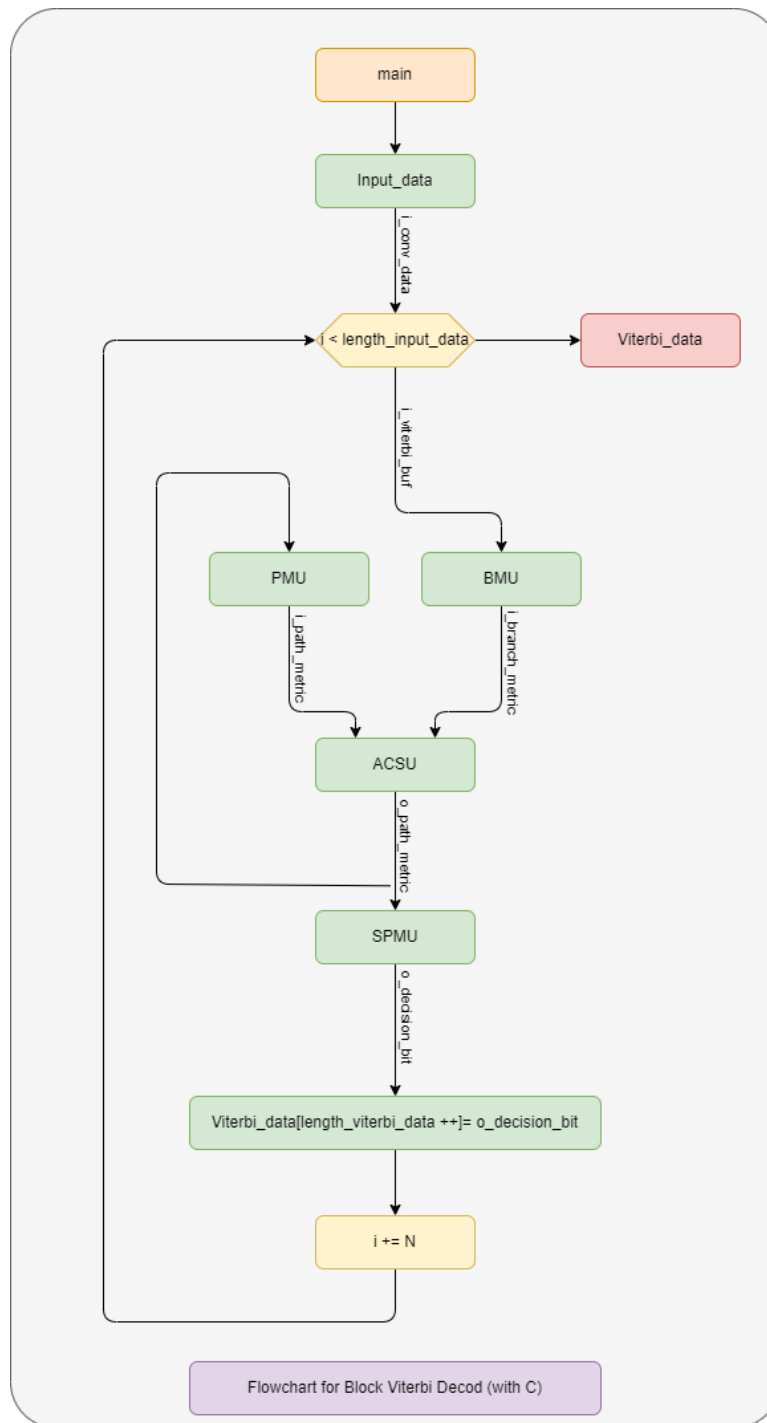 main
Input_data
i_conv_data
i < length_input_data
Viterbi_data
i_viterbi_buf
PMU
BMU
i_path_metric
i_branch_metric
ACSU
o_path_metric
SPMU
o_decision_bit
Viterbi_data[length_viterbi_data ++]= o_decision_bit
i += N
Flowchart for Block Viterbi Decod (with C)